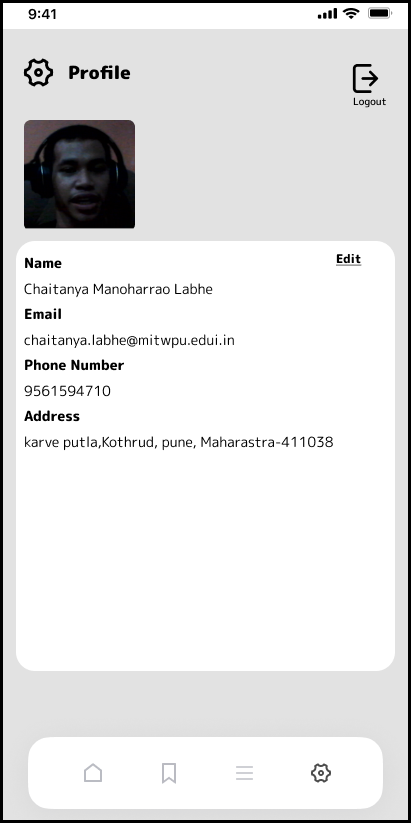 9:41
Profile
Logout
Edit
Name
Chaitanya Manoharrao Labhe
Email
chaitanya.labhe@mitwpu.edui.in
Phone Number
9561594710
Address
karve putla,Kothrud, pune, Maharastra-411038